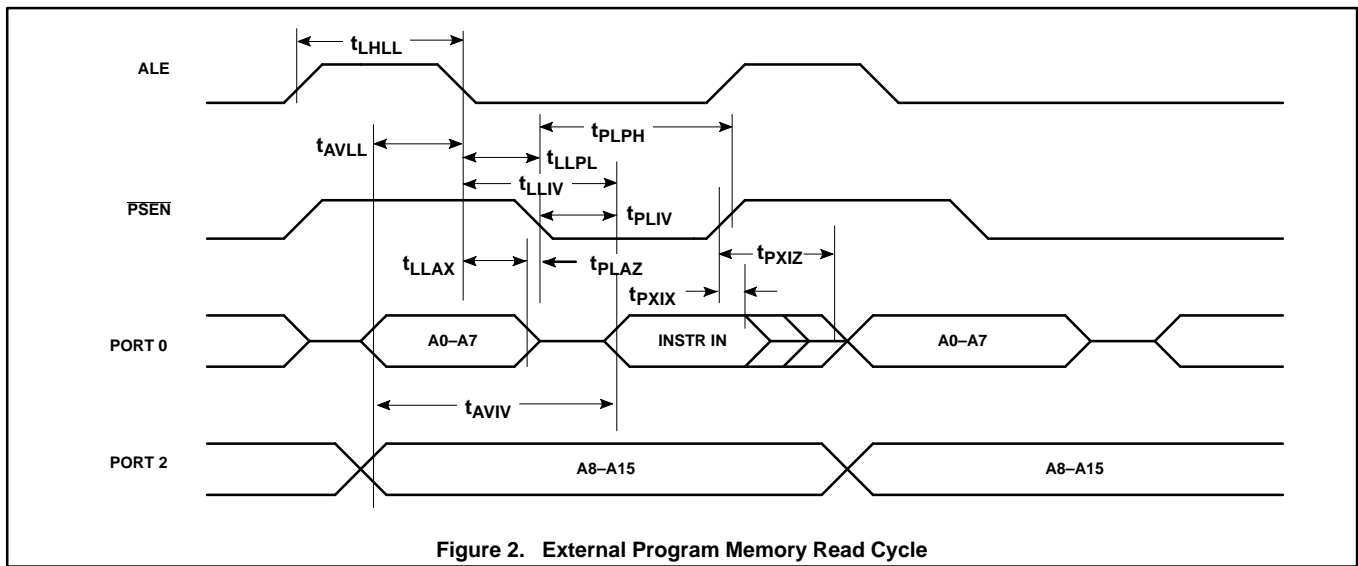 tLHLL
ALE
tPLPH
tAVLL
tLLPL
tLLIV
PSEN
tPLIV
tLLAX
tPLAZ
tPXIZ
tPXIX
PORT 0
A0–A7
INSTR IN
A0–A7
tAVIV
PORT 2
A8–A15
A8–A15
Figure 2. External Program Memory Read Cycle